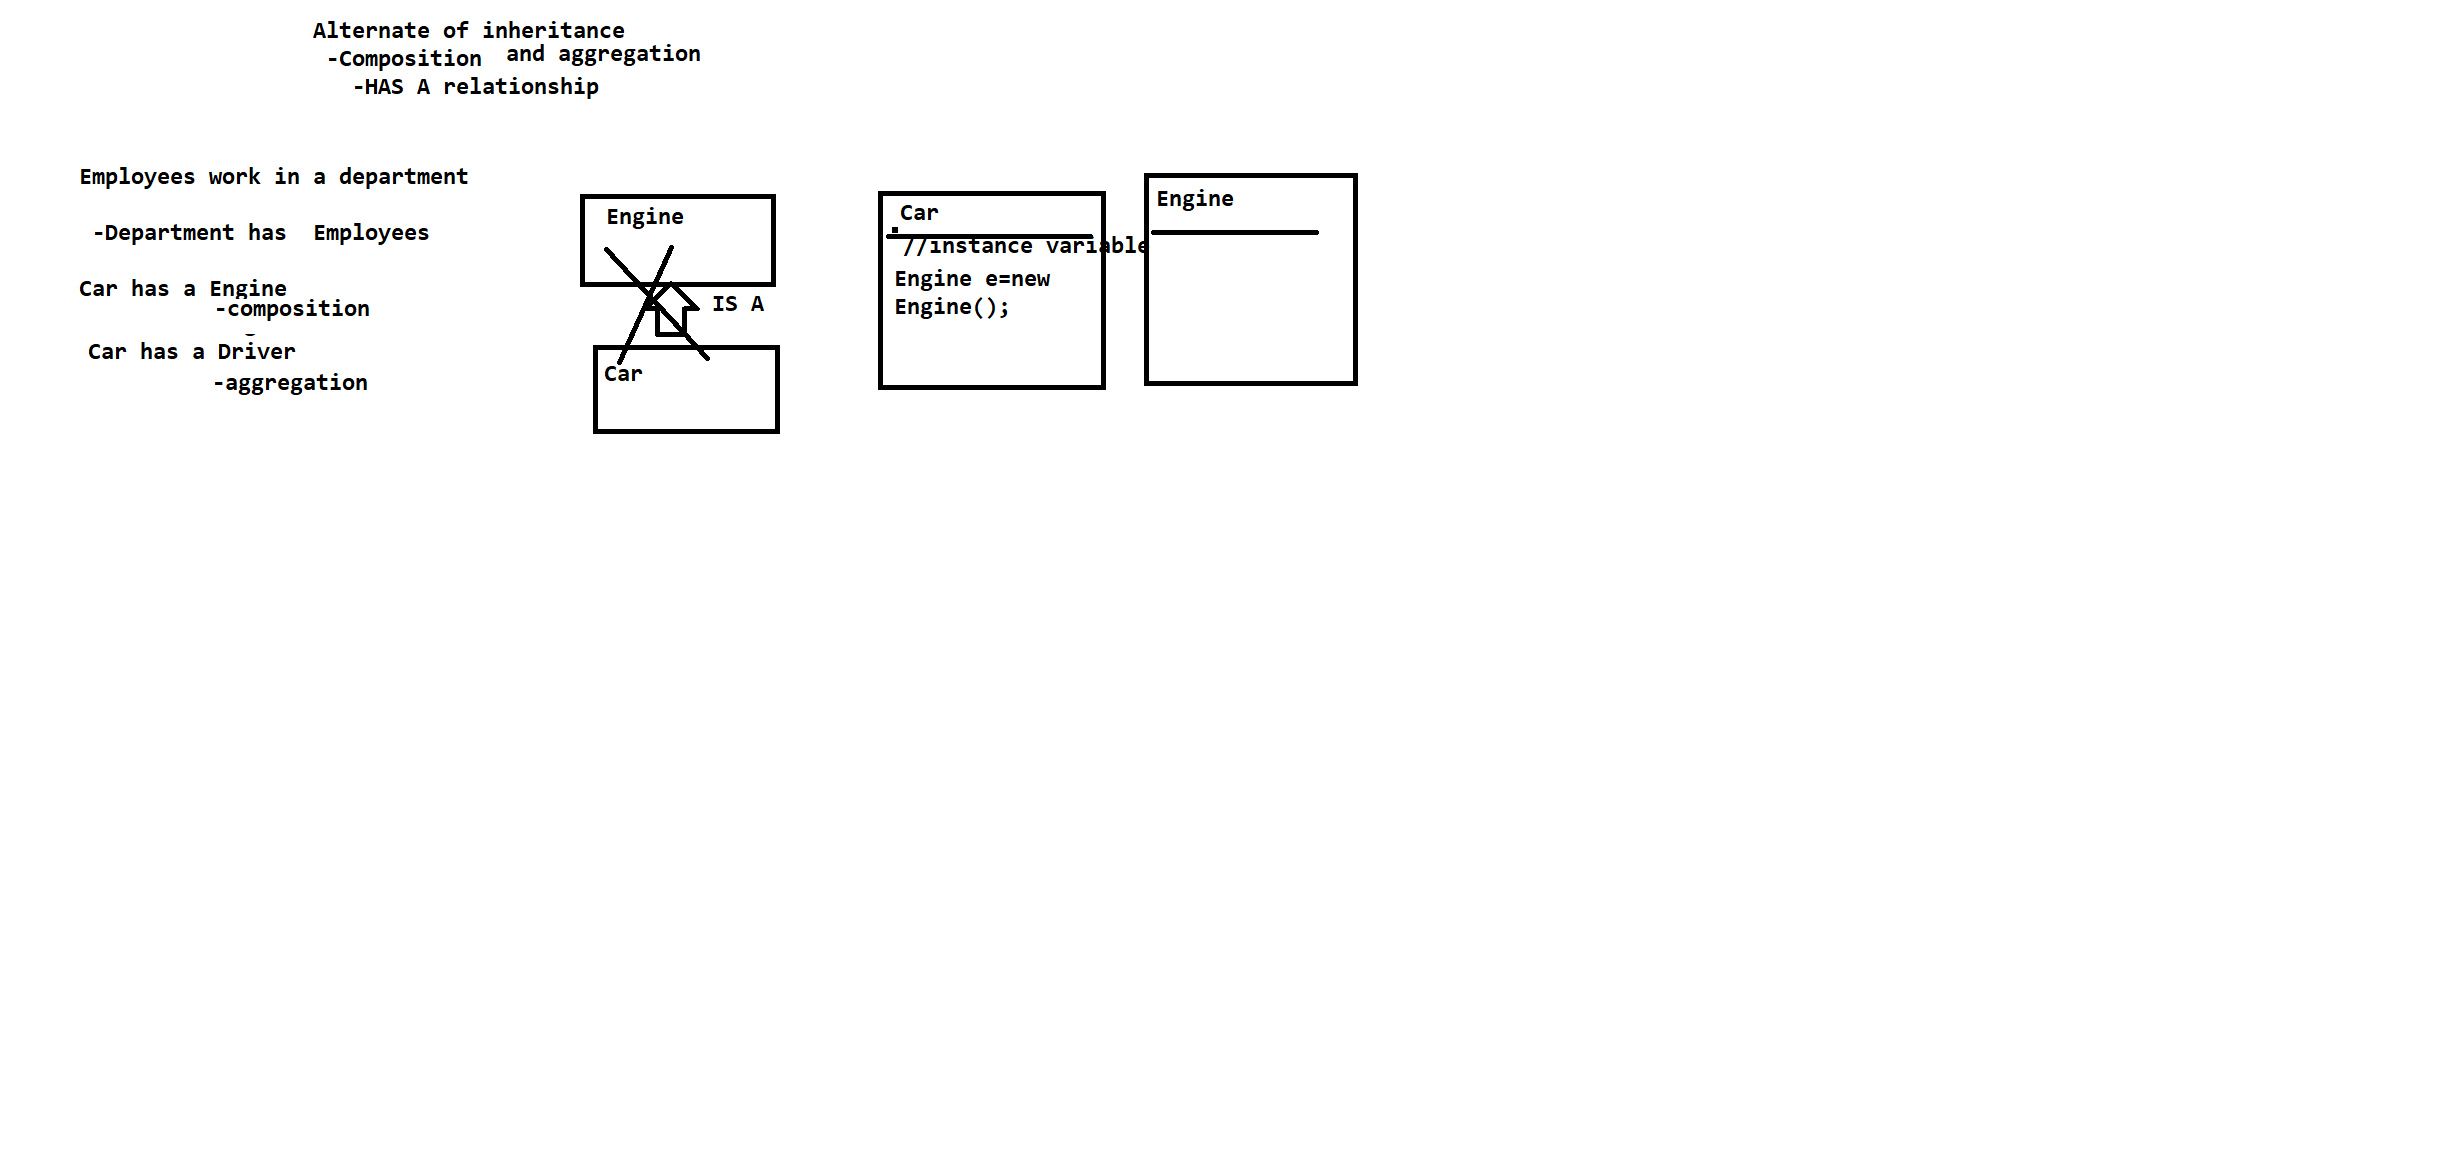 Alternate of inheritance
-Composition and aggregation
-HAS A relationship
Employees work in a department
-Department has Employees
Car has a Engine
-composition
Car has a Driver
-aggregation
Engine
IS A
Car
Car
//instance variable
Engine e=new
Engine();
Engine